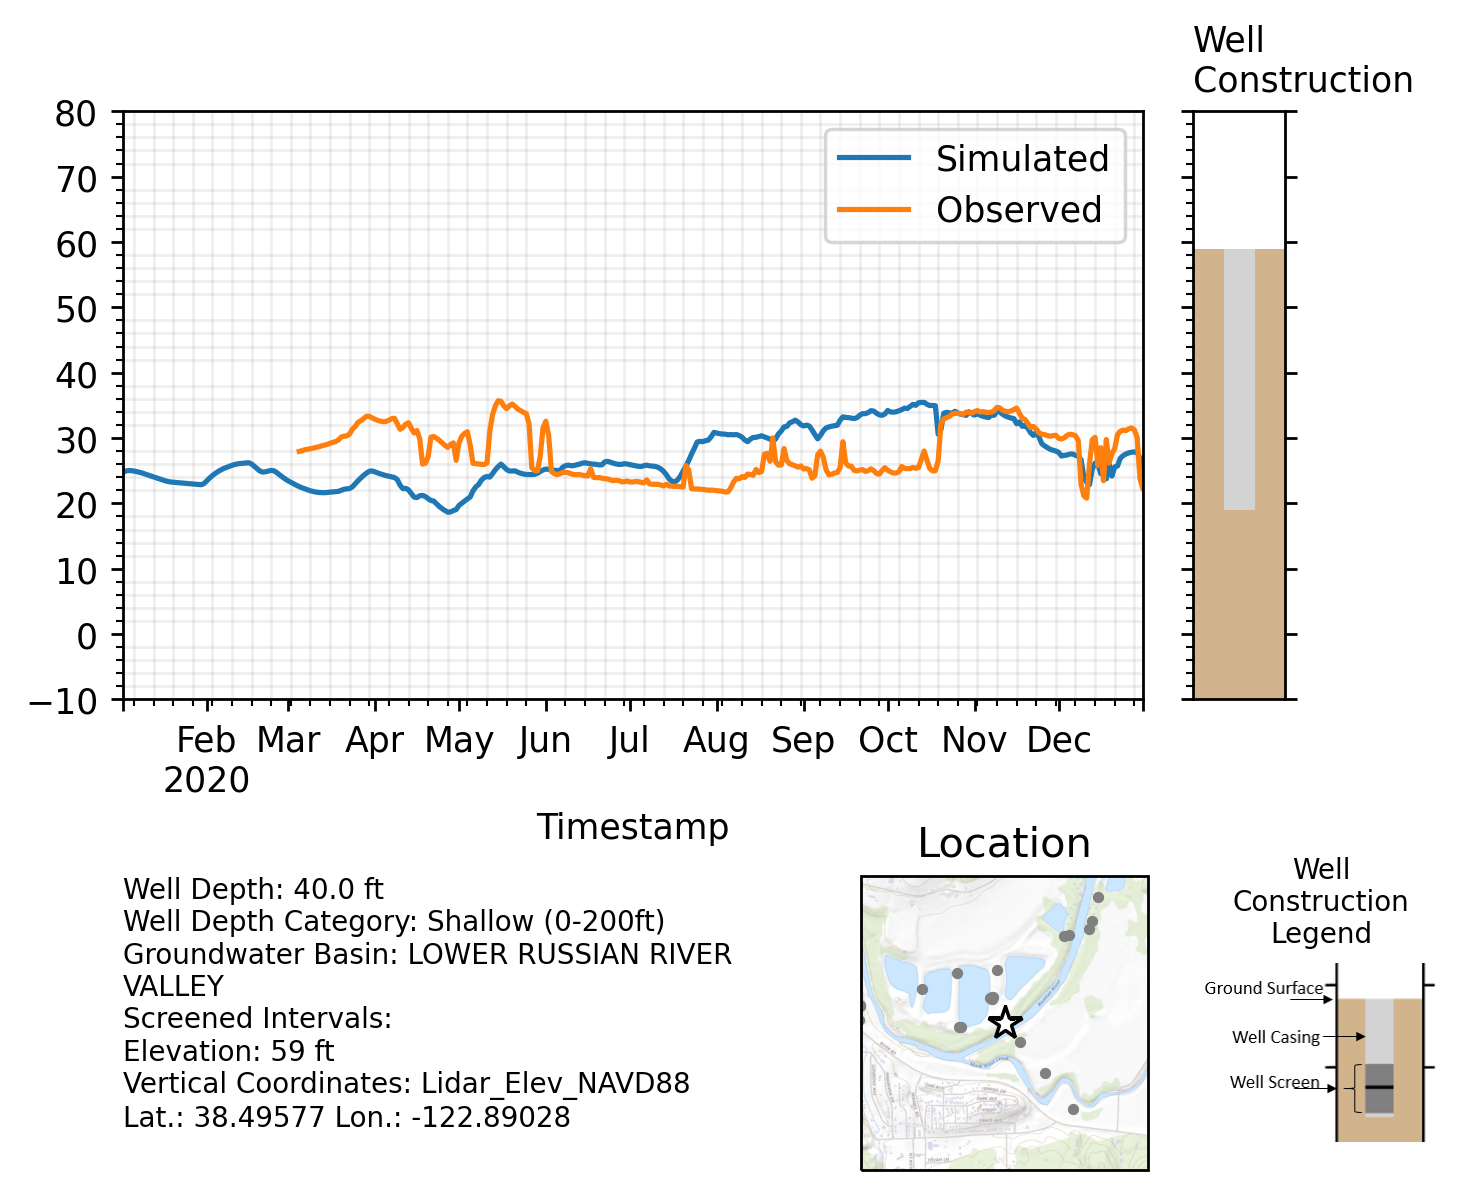 Well
Construction
80
70
60
50
40
30
20
10
0
−10
Simulated
Observed
Feb Mar Apr May Jun Jul Aug Sep Oct Nov Dec
2020
Timestamp
Well Depth: 40.0 ft
Well Depth Category: Shallow (0-200ft)
Groundwater Basin: LOWER RUSSIAN RIVER
VALLEY
Screened Intervals:
Elevation: 59 ft
Vertical Coordinates: Lidar_Elev_NAVD88
Lat.: 38.49577 Lon.: -122.89028
Location
Well
Construction
Legend
Ground Surface
Well Casing
Well Screen